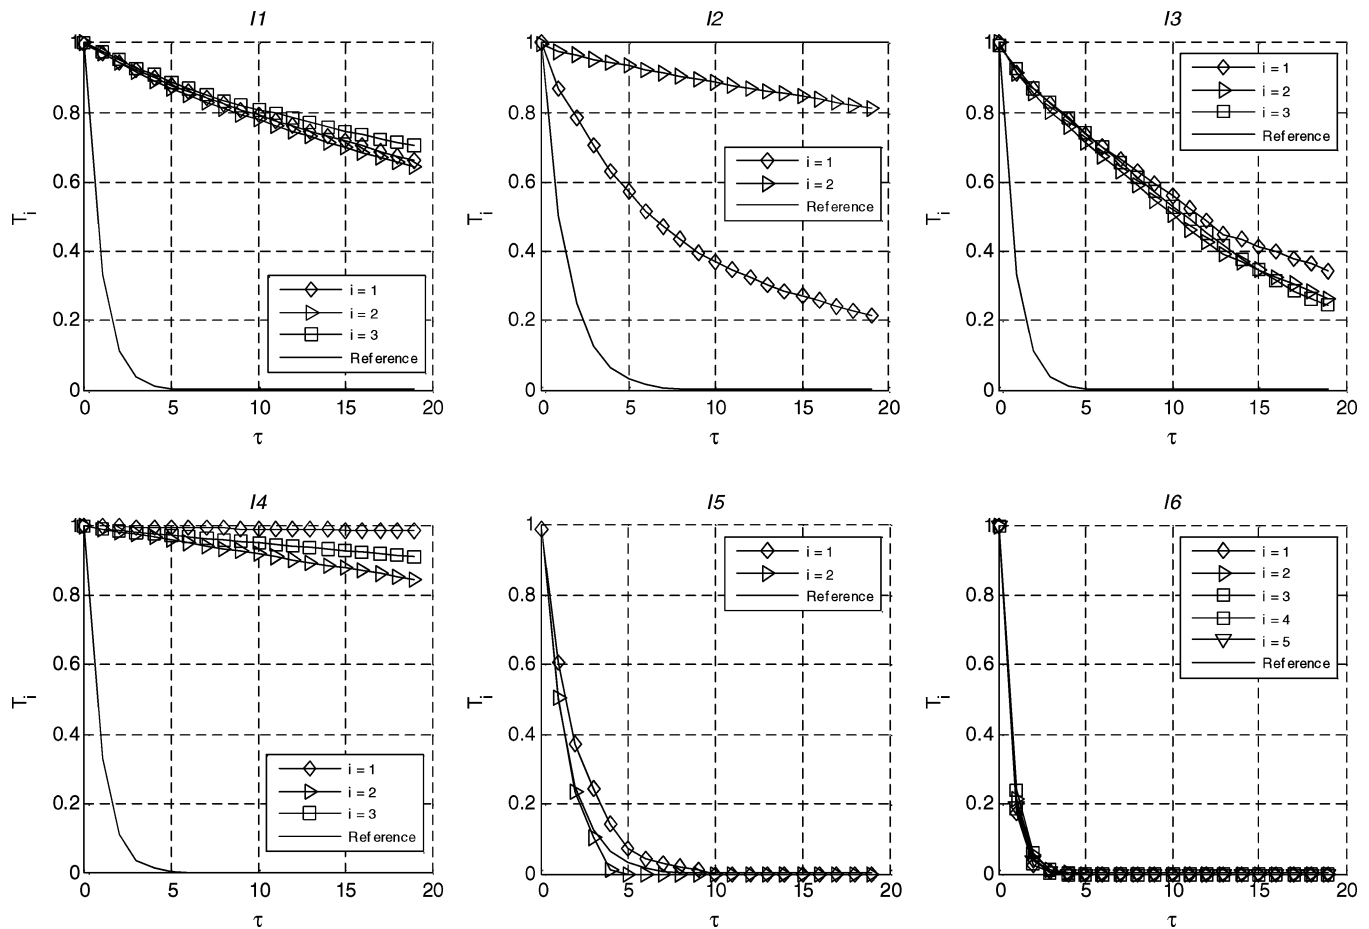 I1
1
0.8
0.6
0.4
0.2
0
0 5 10 15 20
T_i
τ
i = 1
i = 2
i = 3
Reference
I2
1
0.8
0.6
0.4
0.2
0
0 5 10 15 20
T_i
τ
i = 1
i = 2
Reference
I3
1
0.8
0.6
0.4
0.2
0
0 5 10 15 20
T_i
τ
i = 1
i = 2
i = 3
Reference
I4
1
0.8
0.6
0.4
0.2
0
0 5 10 15 20
T_i
τ
i = 1
i = 2
i = 3
Reference
I5
1
0.8
0.6
0.4
0.2
0
0 5 10 15 20
T_i
τ
i = 1
i = 2
Reference
I6
1
0.8
0.6
0.4
0.2
0
0 5 10 15 20
T_i
τ
i = 1
i = 2
i = 3
i = 4
i = 5
Reference